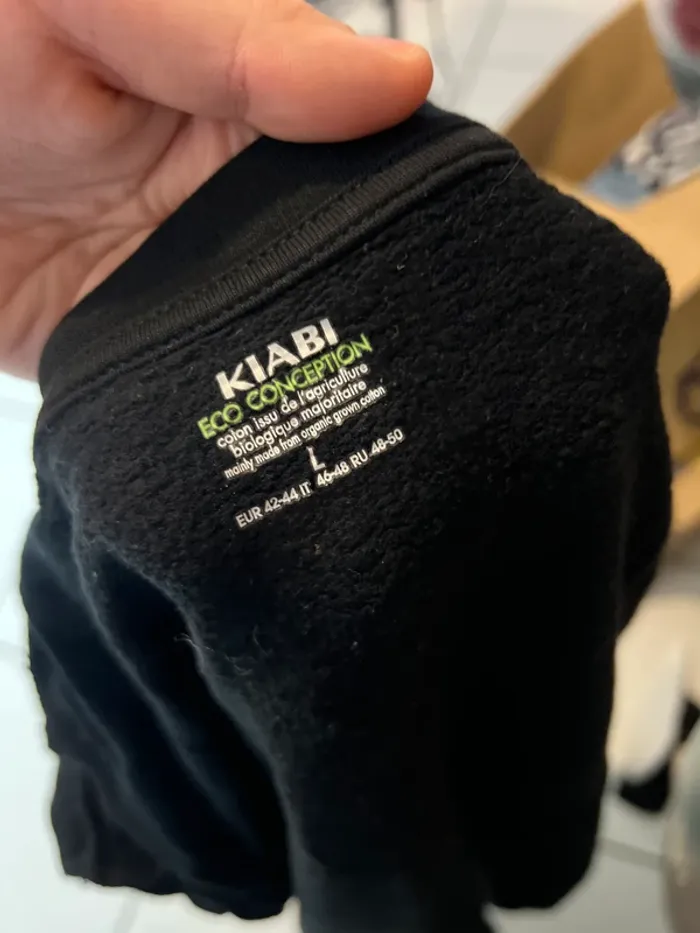 KIABI
ECO CONCEPTION
coton issu de l'agriculture
biologique majoritaire
mainly made from organic grown cotton
L
EUR 42-44 IT 46-48 RU 48-50